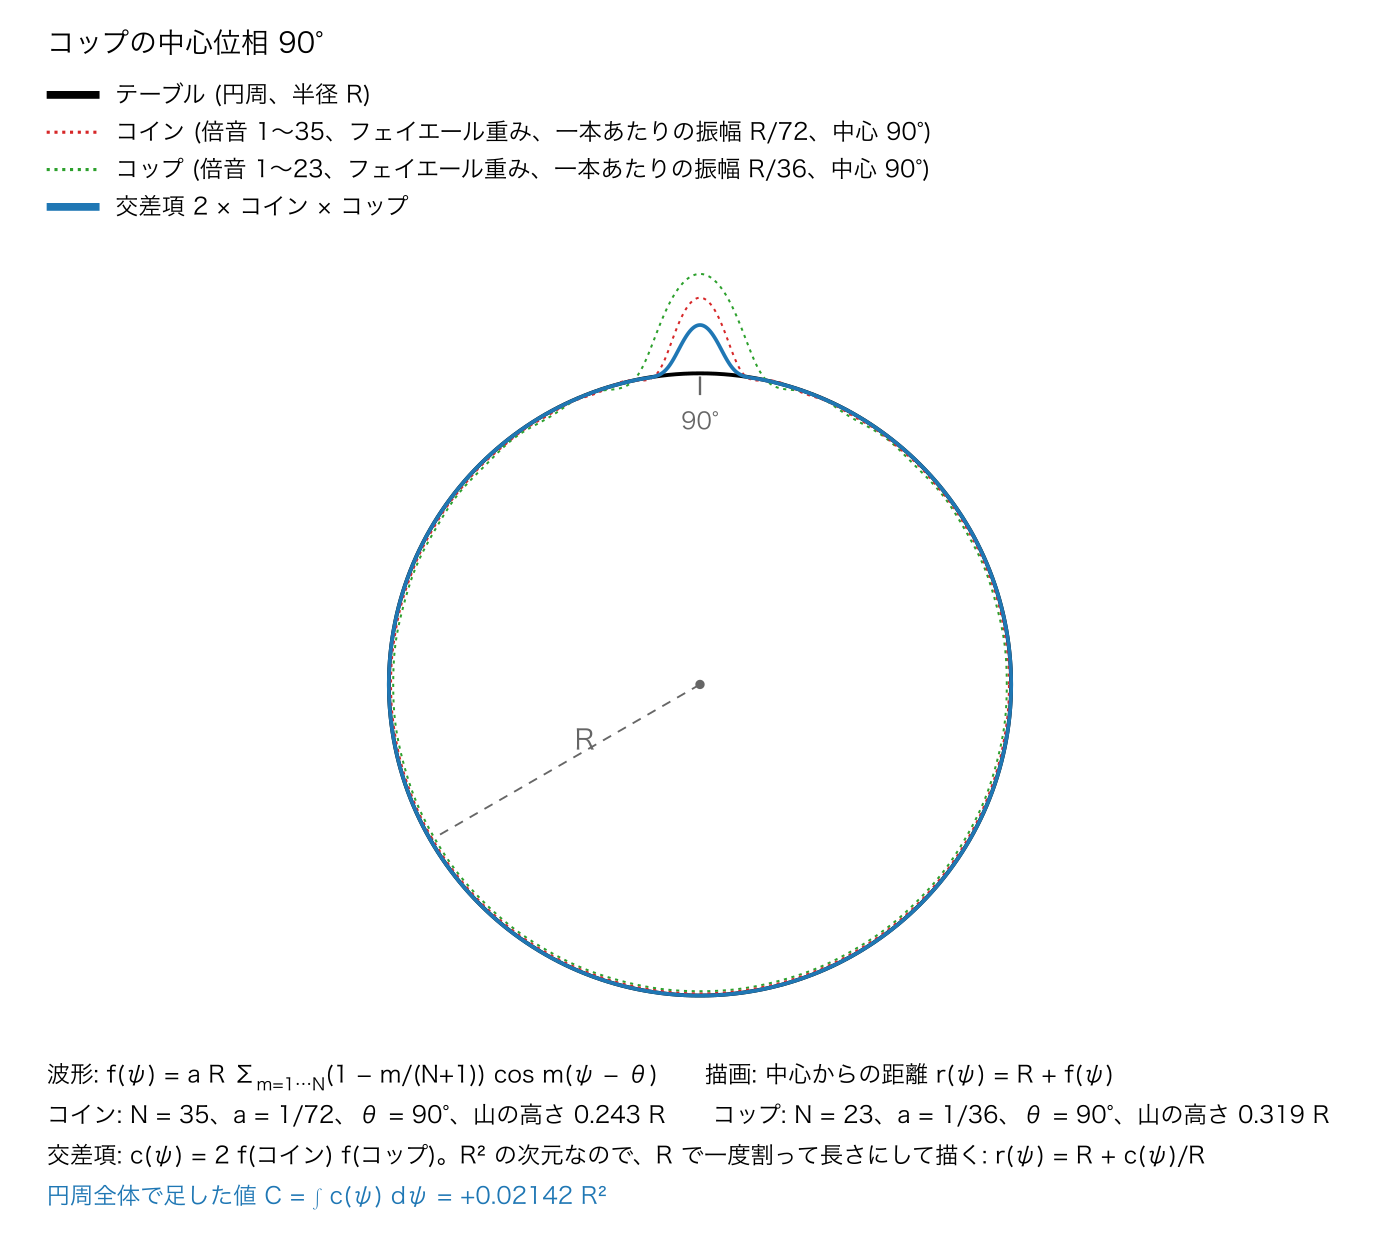 コップの中心位相 90°
テーブル (円周、半径 R)
コイン (倍音 1〜35、フェイエール重み、一本あたりの振幅 R/72、中心 90°)
コップ (倍音 1〜23、フェイエール重み、一本あたりの振幅 R/36、中心 90°)
交差項 2 × コイン × コップ
90°
R
波形: f(ψ) = a R Σ m=1…N (1 − m/(N+1)) cos m(ψ − θ) 描画: 中心からの距離 r(ψ) = R + f(ψ)
コイン: N = 35、a = 1/72、θ = 90°、山の高さ 0.243 R コップ: N = 23、a = 1/36、θ = 90°、山の高さ 0.319 R
交差項: c(ψ) = 2 f(コイン) f(コップ)。R² の次元なので、R で一度割って長さにして描く: r(ψ) = R + c(ψ)/R
円周全体で足した値 C = ∫ c(ψ) dψ = +0.02142 R²